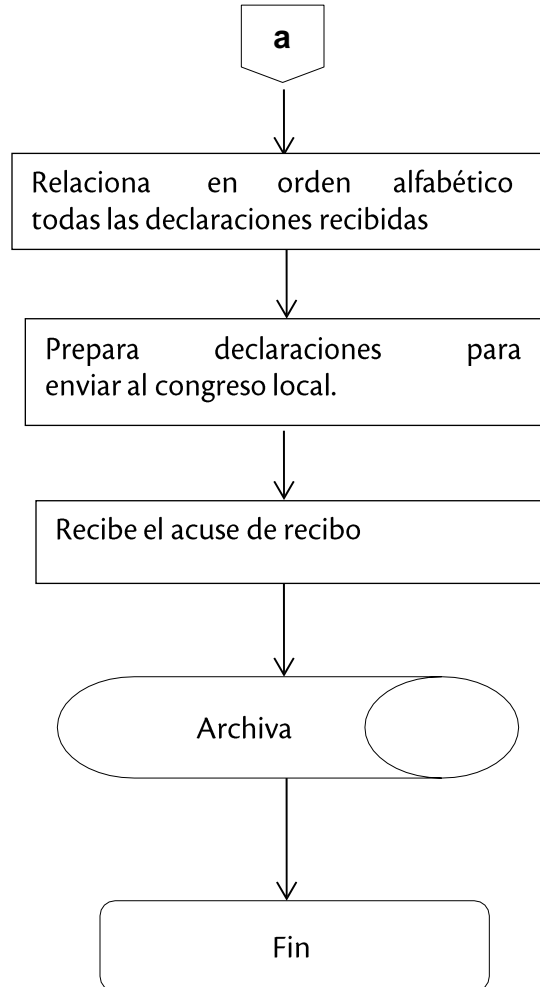 a
Relaciona en orden alfabético
todas las declaraciones recibidas
Prepara declaraciones para
enviar al congreso local.
Recibe el acuse de recibo
Archiva
Fin